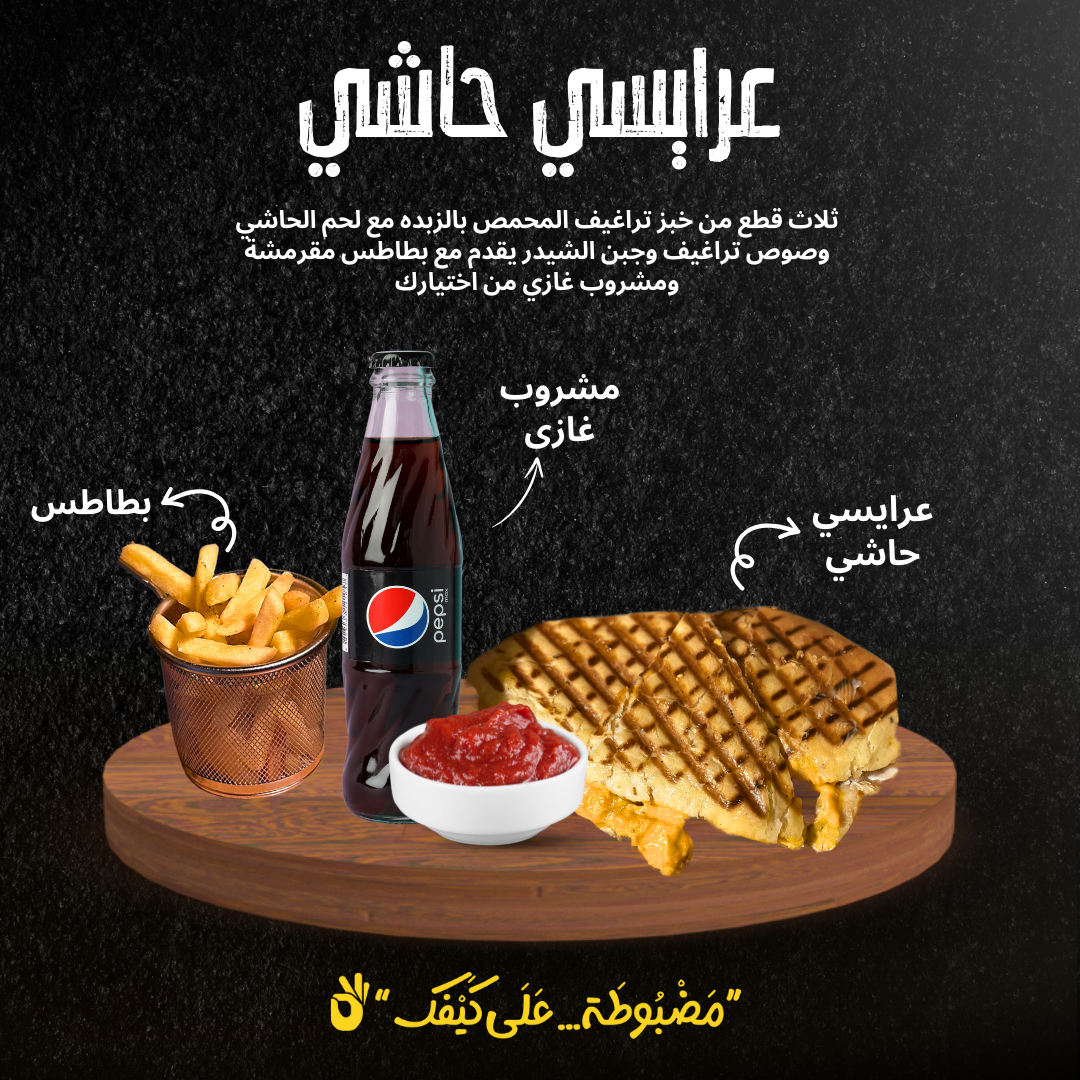 عرايسي حاشي
ثلاث قطع من خبز تراغيف المحمص بالزبده مع لحم الحاشي
وصوص تراغيف وجبن الشيدر يقدم مع بطاطس مقرمشة
ومشروب غازي من اختيارك
مشروب
غازى
عرايسي
حاشي
بطاطس
pepsi
max
"مَضْبُوطَة... عَلَى كَيْفَك"